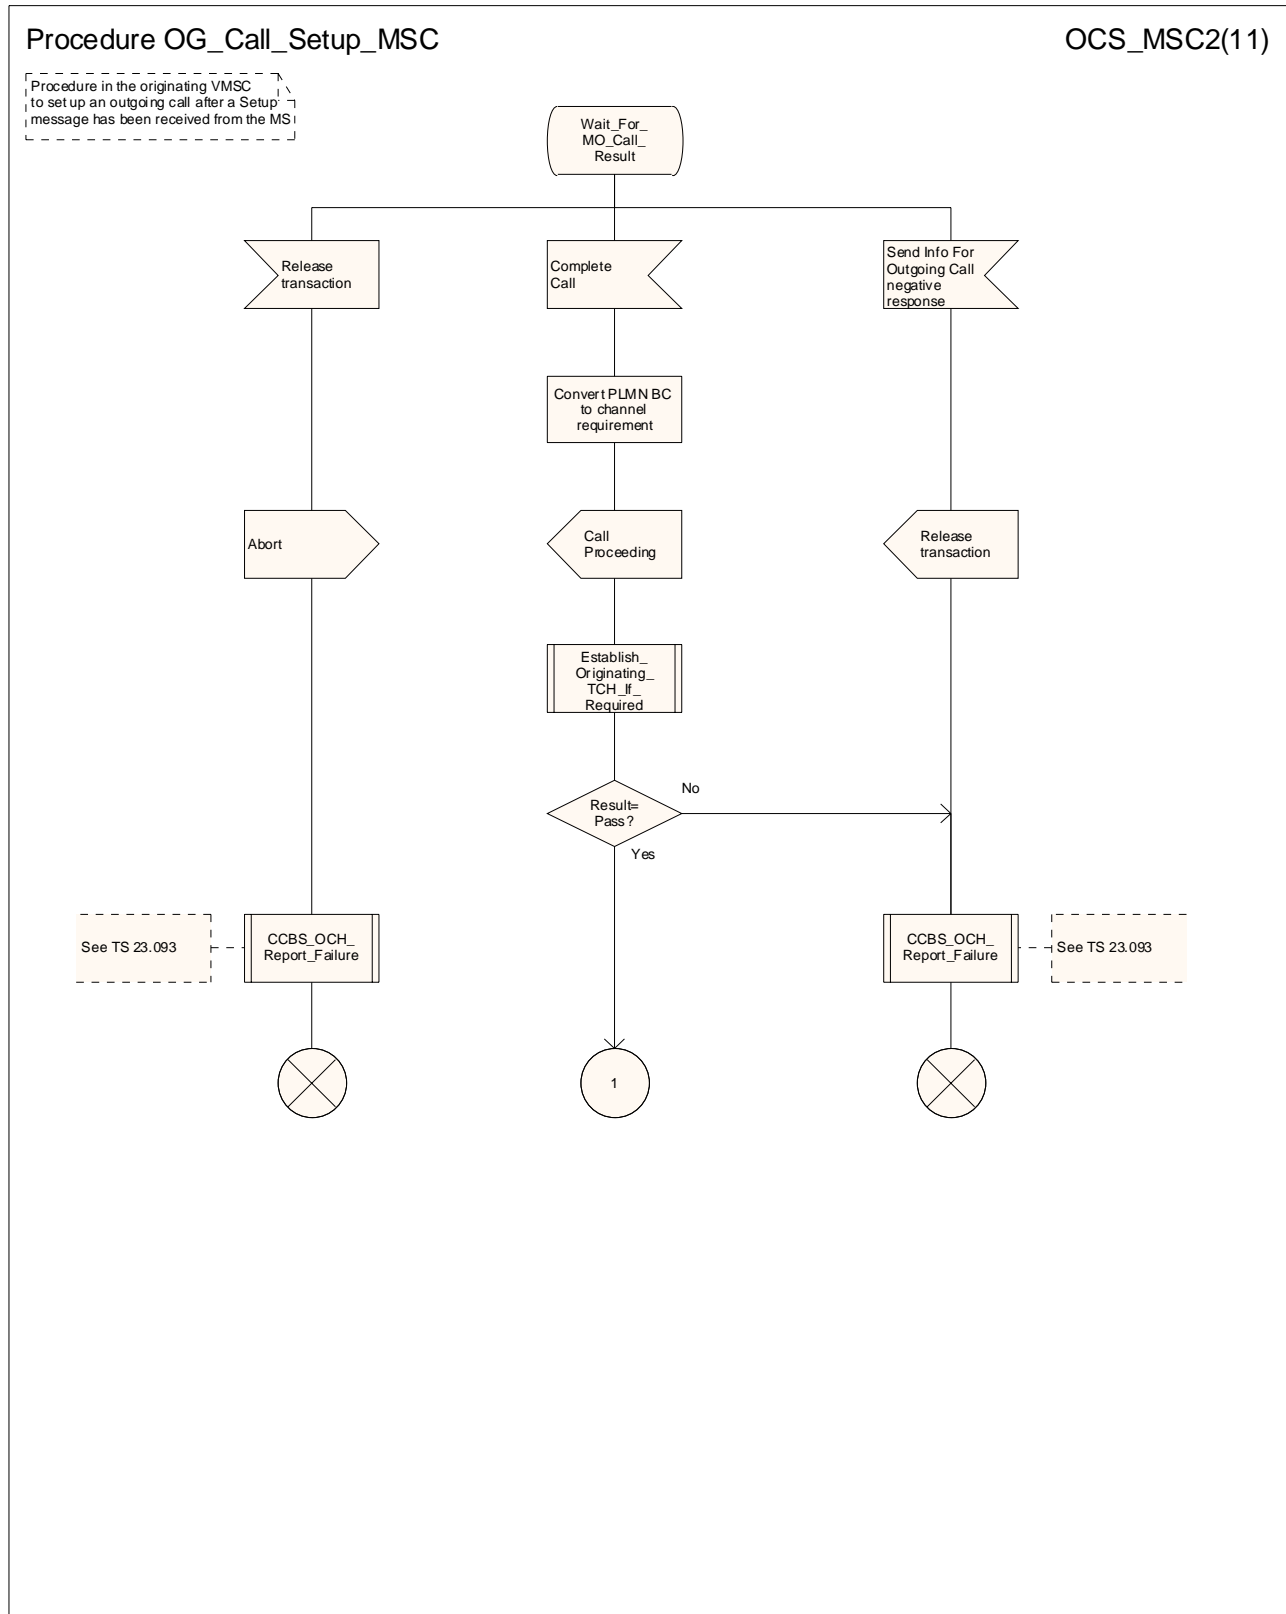 Procedure OG_Call_Setup_MSC
OCS_MSC2(11)
Procedure in the originating VMSC
to set up an outgoing call after a Setup
message has been received from the MS
Wait_For_
MO_Call_
Result
Release
transaction
Complete
Call
Send Info For
Outgoing Call
negative
response
Convert PLMN BC
to channel
requirement
Abort
Call
Proceeding
Release
transaction
Establish_
Originating_
TCH_If_
Required
Result=
Pass?
No
Yes
See TS 23.093
CCBS_OCH_
Report_Failure
CCBS_OCH_
Report_Failure
See TS 23.093
1